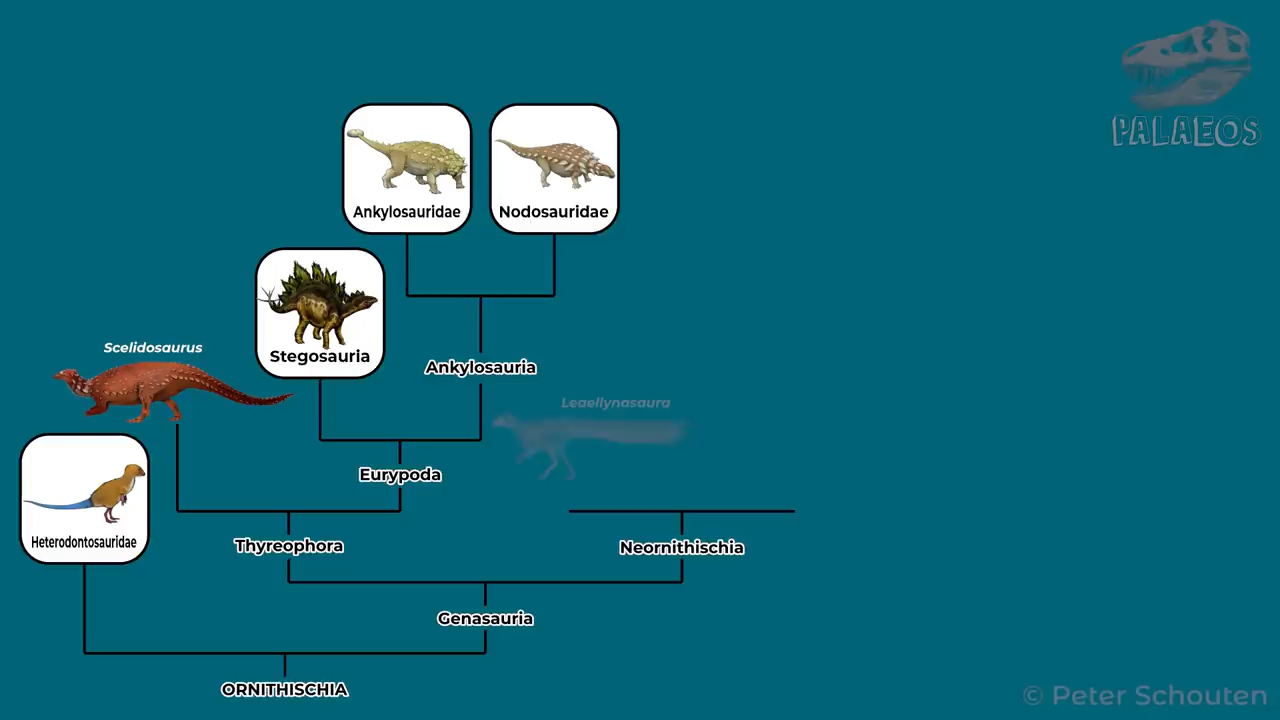 PALAEOS
Ankylosauridae
Nodosauridae
Scelidosaurus
Stegosauria
Ankylosauria
Leaellynasaura
Eurypoda
Heterodontosauridae
Thyreophora
Neornithischia
Genasauria
ORNITHISCHIA
© Peter Schouten